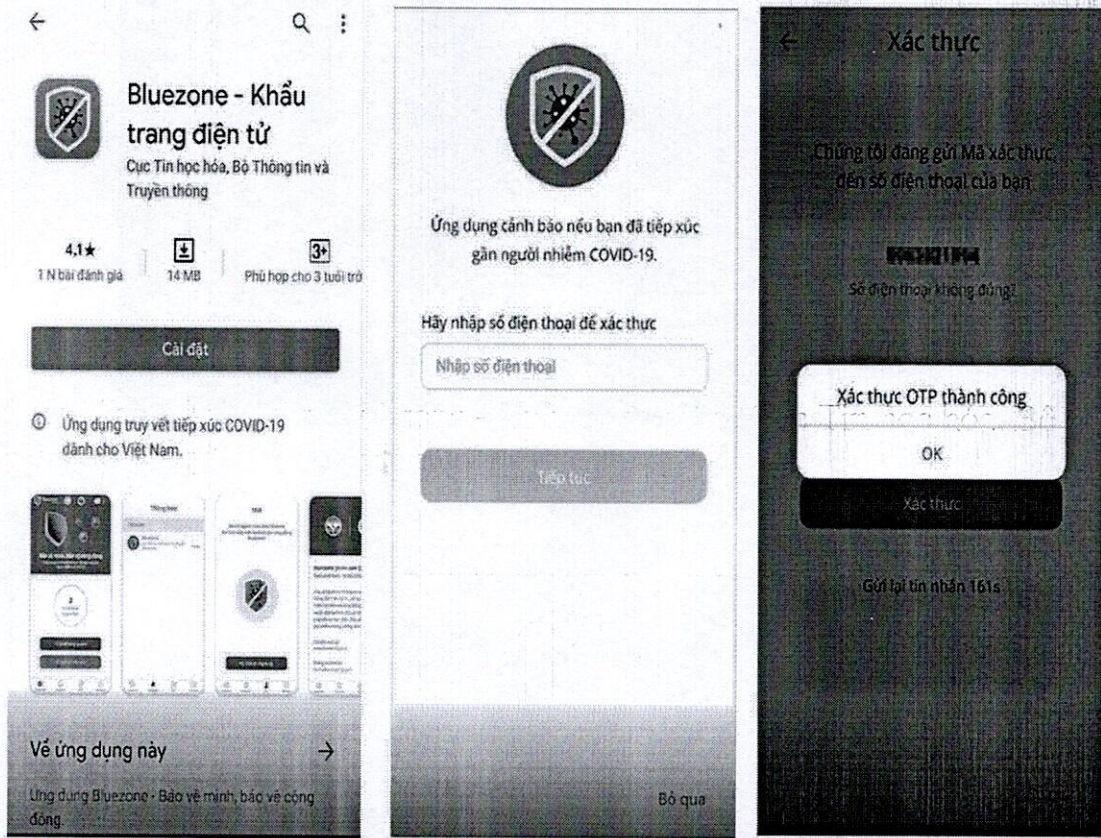 Bluezone - Khẩu
trang điện tử
Cục Tin học hóa, Bộ Thông tin và
Truyền thông
4,1★
1 N bài đánh giá
14 MB
3+
Phù hợp cho 3 tuổi trở
Cài đặt
Ứng dụng truy vết tiếp xúc COVID-19
dành cho Việt Nam.
Về ứng dụng này
Ứng dụng Bluezone - Bảo vệ mình, bảo vệ cộng
đồng.
Ứng dụng cảnh báo nếu bạn đã tiếp xúc
gần người nhiễm COVID-19.
Hãy nhập số điện thoại để xác thực
Nhập số điện thoại
Tiếp tục
Bỏ qua
Xác thực
Chúng tôi đang gửi Mã xác thực
đến số điện thoại của bạn
Số điện thoại không đúng?
Xác thực OTP thành công
OK
Xác thực
Gửi lại tin nhắn 161s